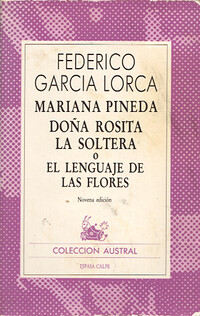 FEDERICO
GARCIA LORCA
MARIANA PINEDA
DOÑA ROSITA
LA SOLTERA
o
EL LENGUAJE DE
LAS FLORES
Novena edición
COLECCION AUSTRAL
ESPASA CALPE